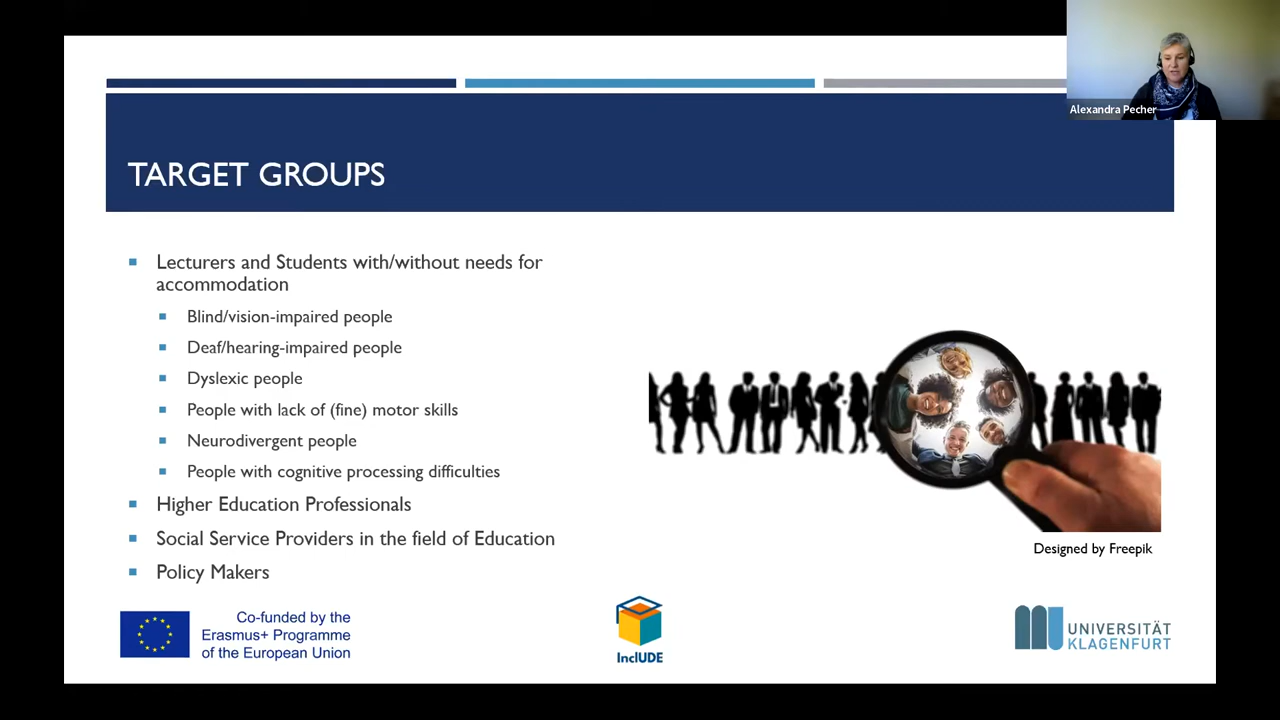 Alexandra Pecher
TARGET GROUPS
Lecturers and Students with/without needs for
accommodation
Blind/vision-impaired people
Deaf/hearing-impaired people
Dyslexic people
People with lack of (fine) motor skills
Neurodivergent people
People with cognitive processing difficulties
Higher Education Professionals
Social Service Providers in the field of Education
Policy Makers
Designed by Freepik
Co-funded by the
Erasmus+ Programme
of the European Union
InclUDE
UNIVERSITÄT
KLAGENFURT